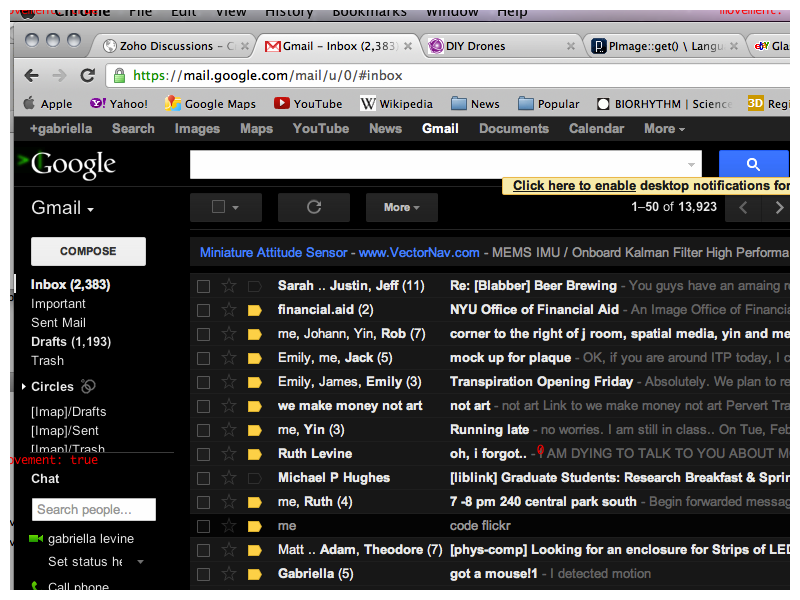 Chrome File Edit View History Bookmarks Window Help
movement:
Zoho Discussions - C
Gmail - Inbox (2,383)
DIY Drones
PImage::get() \ Langu
ebY Gla
https://mail.google.com/mail/u/0/#inbox
Apple Yahoo! Google Maps YouTube Wikipedia News Popular BIORHYTHM | Science 3D Regi
+gabriella Search Images Maps YouTube News Gmail Documents Calendar More
Google
Click here to enable desktop notifications for
Gmail
More
1–50 of 13,923
COMPOSE
Miniature Attitude Sensor - www.VectorNav.com - MEMS IMU / Onboard Kalman Filter High Performa
Inbox (2,383)
Important
Sent Mail
Drafts (1,193)
Trash
Circles
[Imap]/Drafts
[Imap]/Sent
[Imap]/Trash
ovement: true
Chat
Search people...
gabriella levine
Set status he
Call phone
Sarah .. Justin, Jeff (11) Re: [Blabber] Beer Brewing - You guys have an amaing re
financial.aid (2) NYU Office of Financial Aid - An Image Office of Financia
me, Johann, Yin, Rob (7) corner to the right of j room, spatial media, yin and me
Emily, me, Jack (5) mock up for plaque - OK, if you are around ITP today, I c
Emily, James, Emily (3) Transpiration Opening Friday - Absolutely. We plan to re
we make money not art not art - not art Link to we make money not art Pervert Tra
me, Yin (3) Running late - no worries. I am still in class.. On Tue, Feb
Ruth Levine oh, i forgot.. - I AM DYING TO TALK TO YOU ABOUT M
Michael P Hughes [liblink] Graduate Students: Research Breakfast & Sprin
me, Ruth (4) 7 -8 pm 240 central park south - Begin forwarded messag
me code flickr
Matt .. Adam, Theodore (7) [phys-comp] Looking for an enclosure for Strips of LED
Gabriella (5) got a mouse!1 - I detected motion